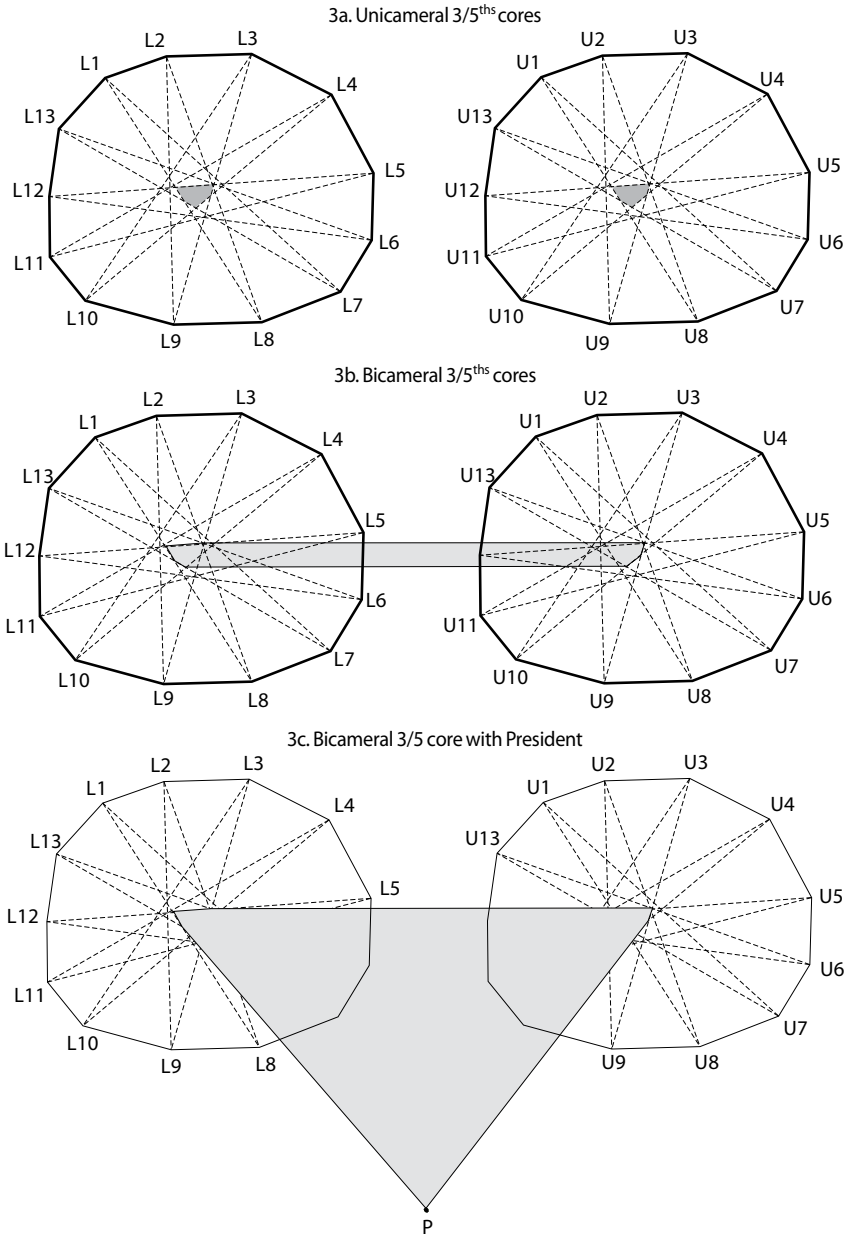 3a. Unicameral 3/5ths cores
L1 L2 L3 L4 L5 L6 L7 L8 L9 L10 L11 L12 L13
U1 U2 U3 U4 U5 U6 U7 U8 U9 U10 U11 U12 U13
3b. Bicameral 3/5ths cores
L1 L2 L3 L4 L5 L6 L7 L8 L9 L10 L11 L12 L13
U1 U2 U3 U4 U5 U6 U7 U8 U9 U10 U11 U13
3c. Bicameral 3/5 core with President
L1 L2 L3 L4 L5 L8 L9 L10 L11 L12 L13
U1 U2 U3 U4 U5 U6 U7 U8 U9 U13
P